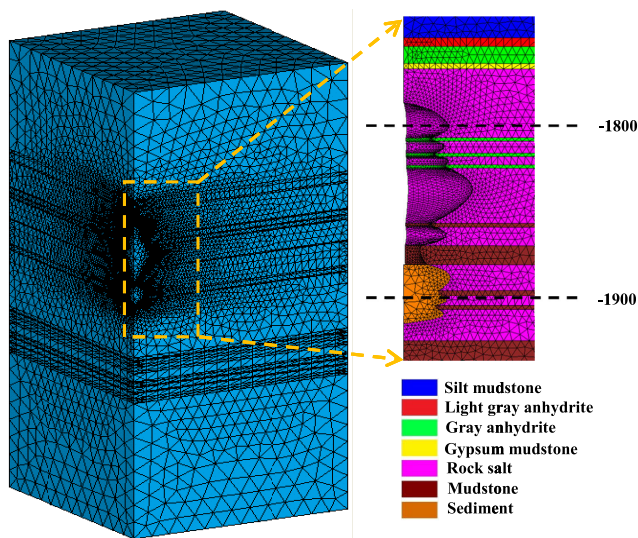 -1800
-1900
Silt mudstone
Light gray anhydrite
Gray anhydrite
Gypsum mudstone
Rock salt
Mudstone
Sediment